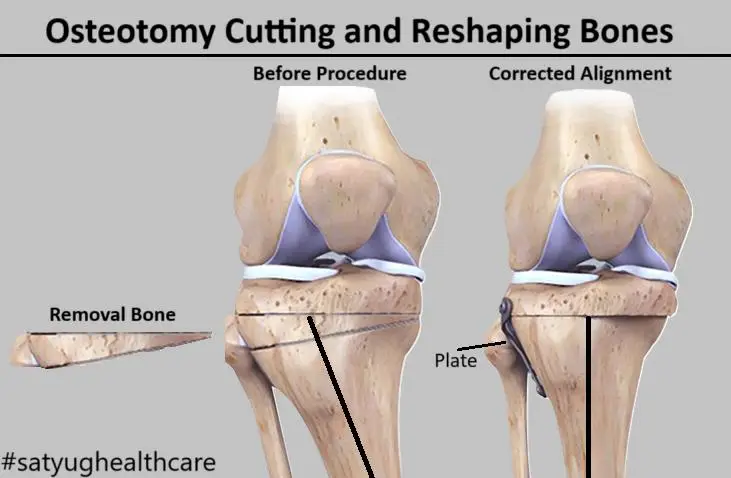 Osteotomy Cutting and Reshaping Bones
Before Procedure
Corrected Alignment
Removal Bone
Plate
#satyughealthcare